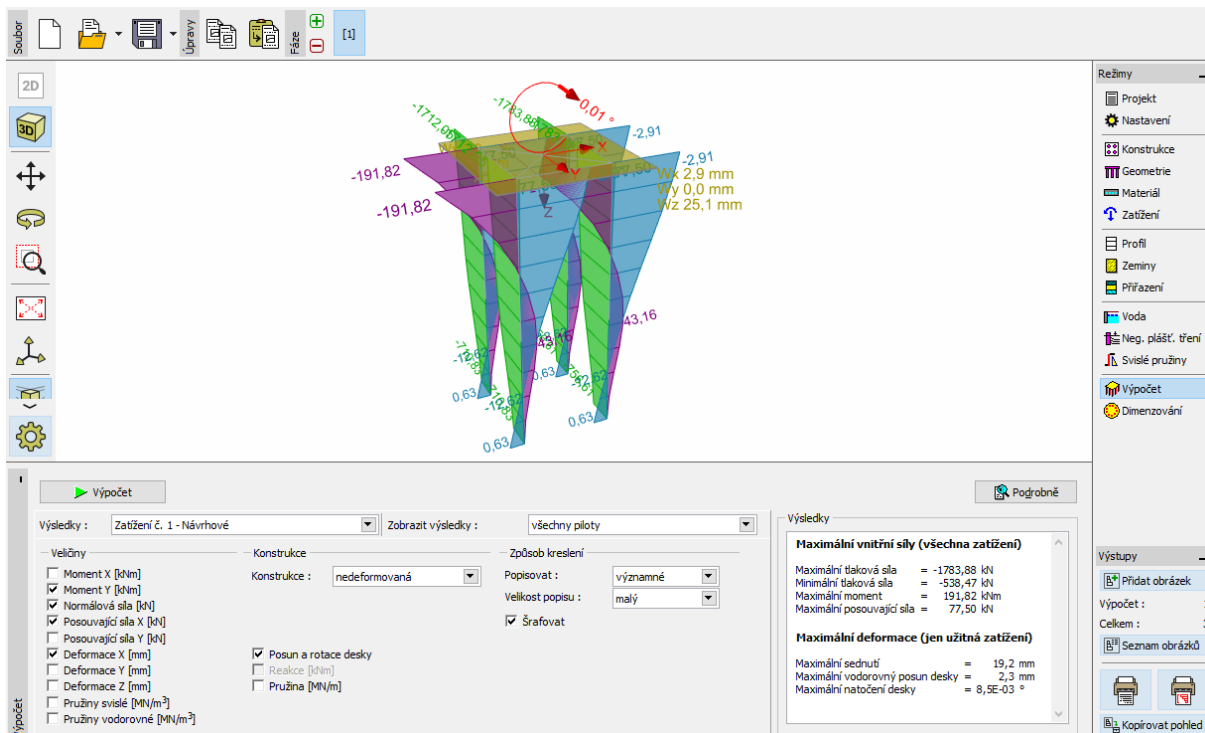 Soubor
Úpravy
Fáze
[1]
2D
3D
0,01 °
-2,91
-2,91
-191,82
-191,82
X
Y
Z
Wx 2,9 mm
Wy 0,0 mm
Wz 25,1 mm
43,16
43,16
0,63
0,63
0,63
0,63
Režimy
Projekt
Nastavení
Konstrukce
Geometrie
Materiál
Zatížení
Profil
Zeminy
Přiřazení
Voda
Neg. plášť. tření
Svislé pružiny
Výpočet
Dimenzování
Výpočet
Podrobně
Výsledky :
Zatížení č. 1 - Návrhové
Zobrazit výsledky :
všechny piloty
Veličiny
Moment X [kNm]
Moment Y [kNm]
Normálová síla [kN]
Posouvající síla X [kN]
Posouvající síla Y [kN]
Deformace X [mm]
Deformace Y [mm]
Deformace Z [mm]
Pružiny svislé [MN/m³]
Pružiny vodorovné [MN/m³]
Konstrukce
Konstrukce : nedeformovaná
Posun a rotace desky
Reakce [kNm]
Pružina [MN/m]
Způsob kreslení
Popisovat : významné
Velikost popisu : malý
Šrafovat
Výsledky
Maximální vnitřní síly (všechna zatížení)
Maximální tlaková síla = -1783,88 kN
Minimální tlaková síla = -538,47 kN
Maximální moment = 191,82 kNm
Maximální posouvající síla = 77,50 kN
Maximální deformace (jen užitná zatížení)
Maximální sednutí = 19,2 mm
Maximální vodorovný posun desky = 2,3 mm
Maximální natočení desky = 8,5E-03 °
Výstupy
Přidat obrázek
Výpočet :
Celkem :
Seznam obrázků
Kopírovat pohled